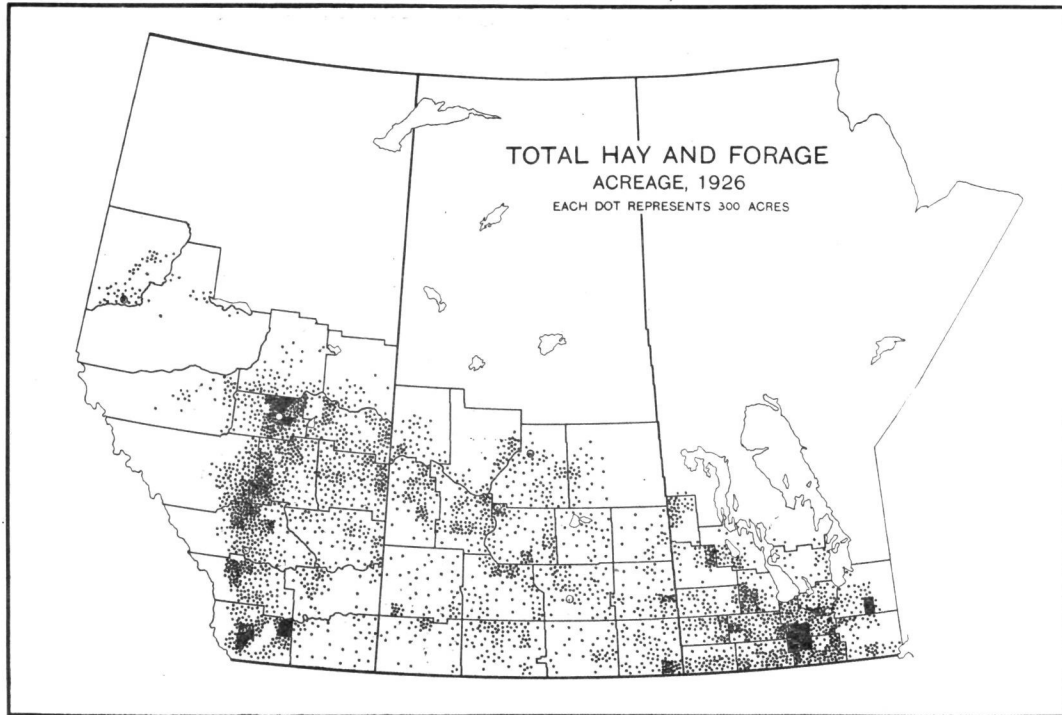 TOTAL HAY AND FORAGE
ACREAGE, 1926
EACH DOT REPRESENTS 300 ACRES